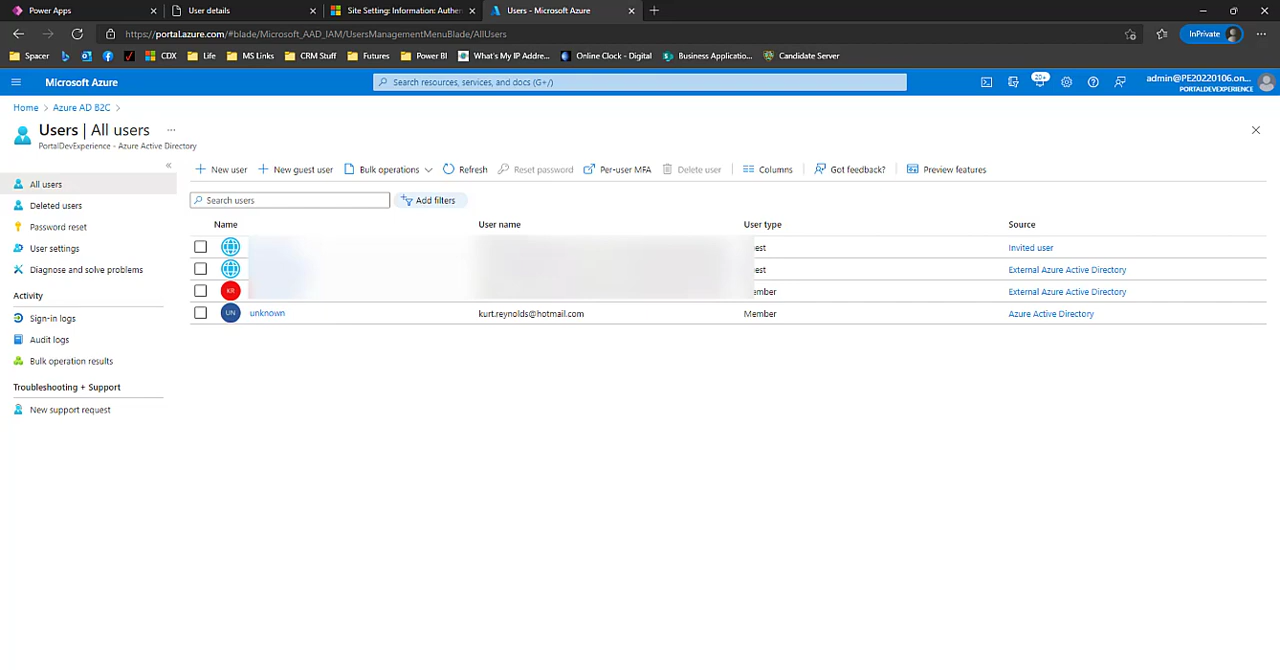 Power Apps
User details
Site Setting: Information: Authen
Users - Microsoft Azure
https://portal.azure.com/#blade/Microsoft_AAD_IAM/UsersManagementMenuBlade/AllUsers
InPrivate
Spacer
CDX
Life
MS Links
CRM Stuff
Futures
Power BI
What's My IP Addre...
Online Clock - Digital
Business Applicatio...
Candidate Server
Microsoft Azure
Search resources, services, and docs (G+/)
20+
admin@PE20220106.on...
PORTALDEVEXPERIENCE
Home > Azure AD B2C >
Users | All users ...
PortalDevExperience - Azure Active Directory
New user
New guest user
Bulk operations
Refresh
Reset password
Per-user MFA
Delete user
Columns
Got feedback?
Preview features
All users
Deleted users
Password reset
User settings
Diagnose and solve problems
Activity
Sign-in logs
Audit logs
Bulk operation results
Troubleshooting + Support
New support request
Search users
Add filters
Name User name User type Source
est Invited user
est External Azure Active Directory
KR ember External Azure Active Directory
UN unknown kurt.reynolds@hotmail.com Member Azure Active Directory